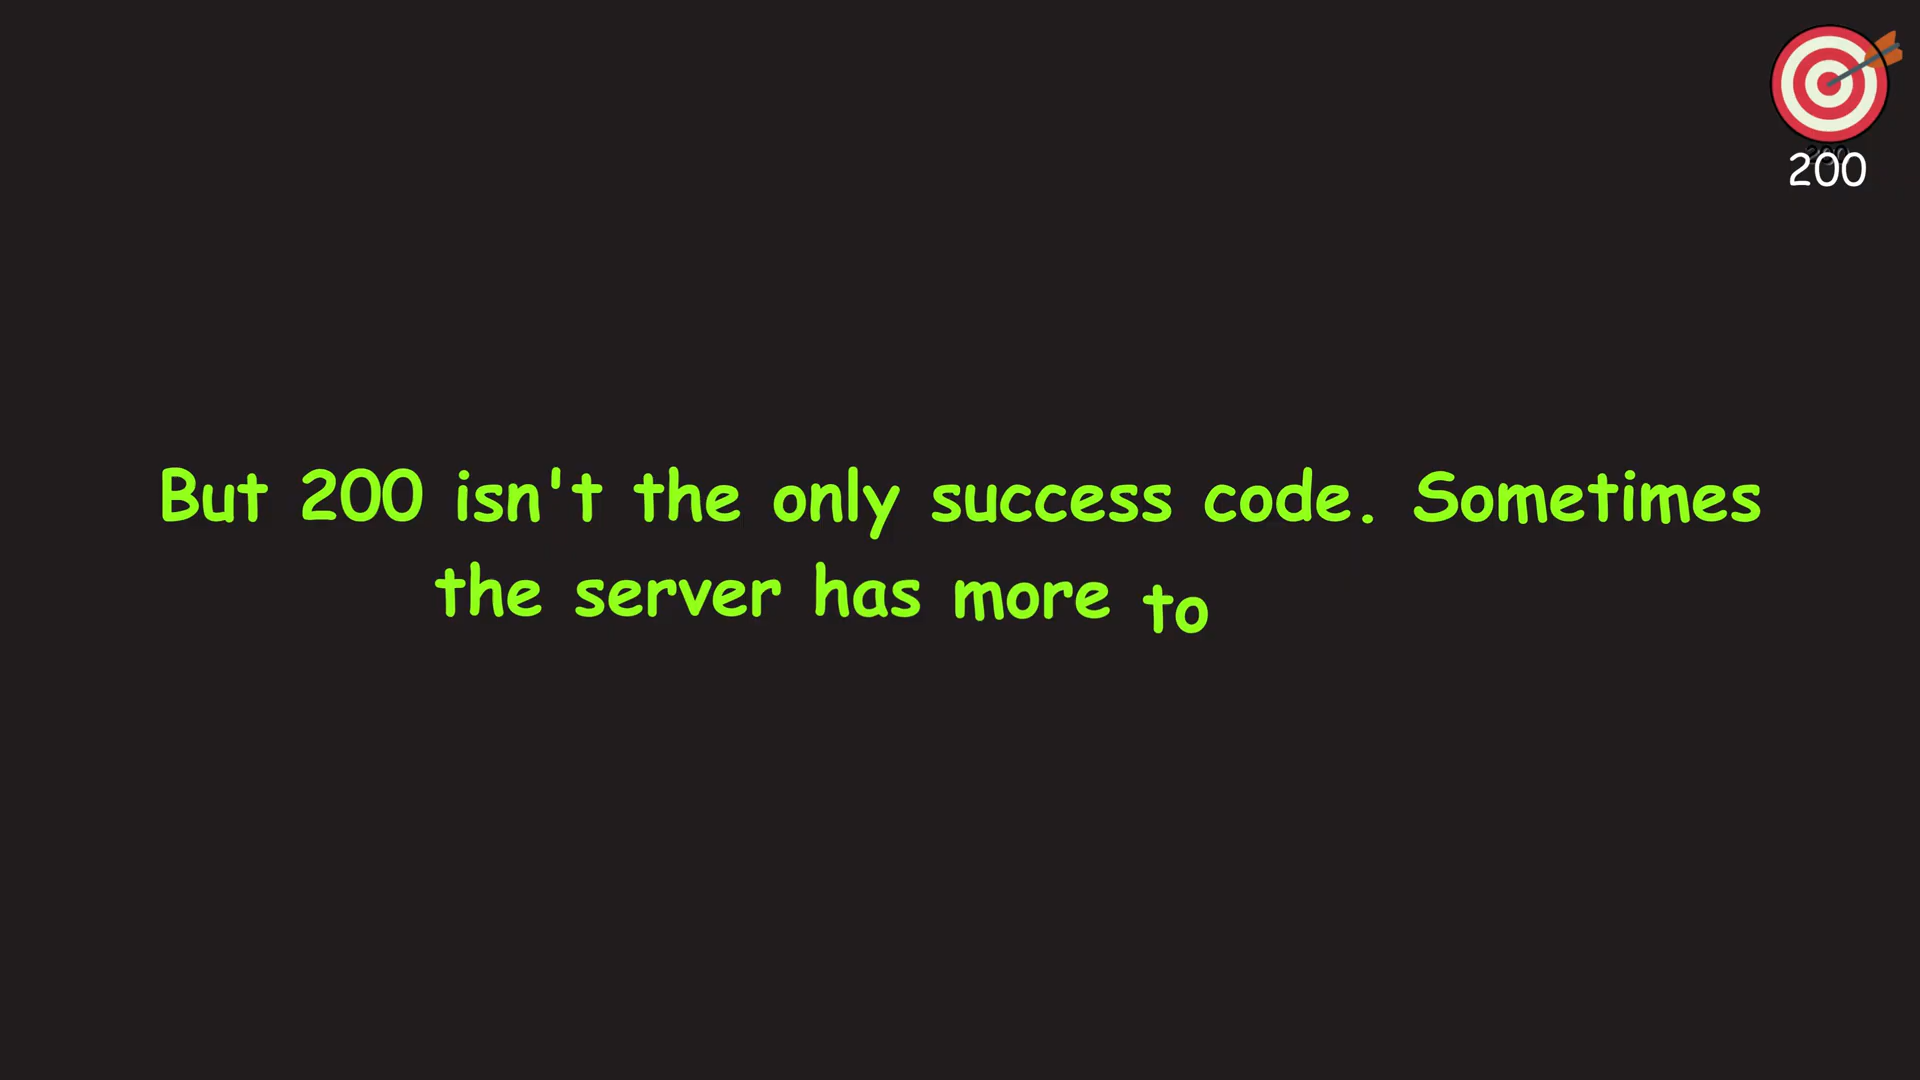 200
But 200 isn't the only success code. Sometimes
the server has more to